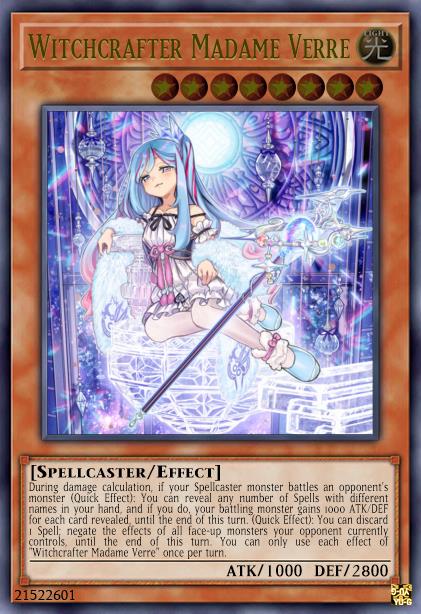 WITCHCRAFTER MADAME VERRE
LIGHT
光
[SPELLCASTER/EFFECT]
During damage calculation, if your Spellcaster monster battles an opponent's
monster (Quick Effect): You can reveal any number of Spells with different
names in your hand, and if you do, your battling monster gains 1000 ATK/DEF
for each card revealed, until the end of this turn. (Quick Effect): You can discard
1 Spell; negate the effects of all face-up monsters your opponent currently
controls, until the end of this turn. You can only use each effect of
"Witchcrafter Madame Verre" once per turn.
ATK/1000 DEF/2800
21522601